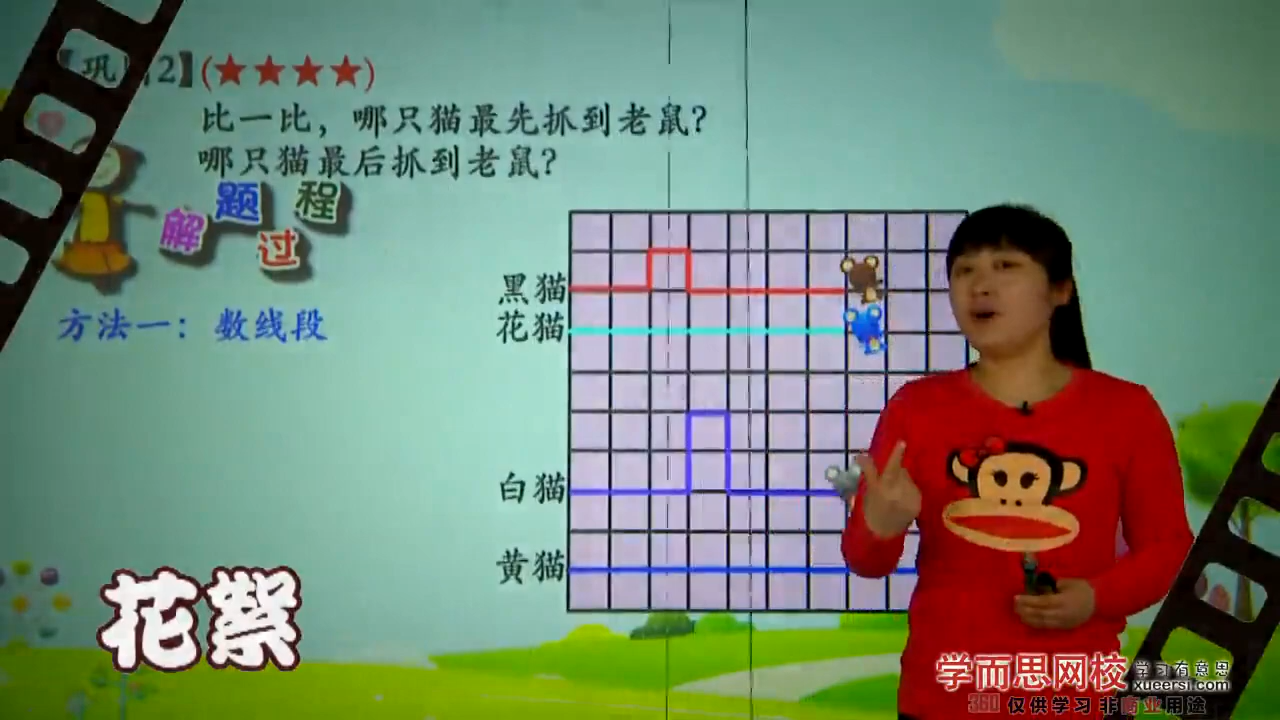 【巩固2】(★★★★)
比一比，哪只猫最先抓到老鼠？
哪只猫最后抓到老鼠？
解题过程
方法一：数线段
黑猫
花猫
白猫
黄猫
花絮
学而思网校
学习有意思
xueersi.com
360 仅供学习 非商业用途